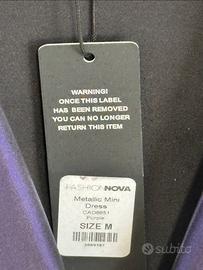 WARNING!
ONCE THIS LABEL
HAS BEEN REMOVED
YOU CAN NO LONGER
RETURN THIS ITEM
FASHIONNOVA
Metallic Mini
Dress
Purple
SIZE M
subito